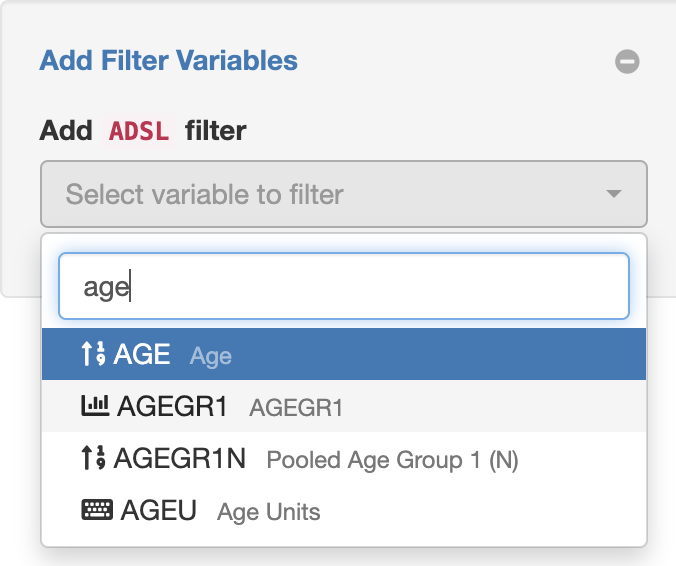 Add Filter Variables
Add ADSL filter
Select variable to filter
age
AGE Age
AGEGR1 AGEGR1
AGEGR1N Pooled Age Group 1 (N)
AGEU Age Units